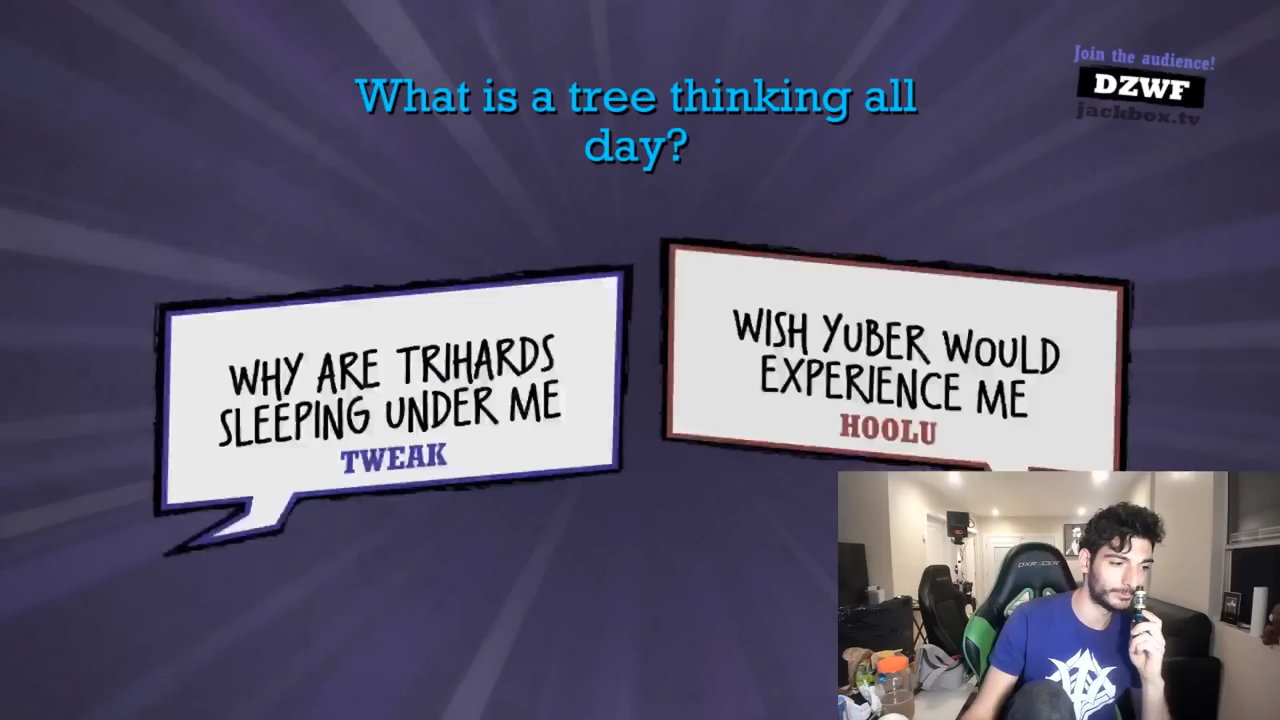 Join the audience!
DZWF
jackbox.tv
What is a tree thinking all
day?
WHY ARE TRIHARDS
SLEEPING UNDER ME
TWEAK
WISH YUBER WOULD
EXPERIENCE ME
HOOLU
DXRACER